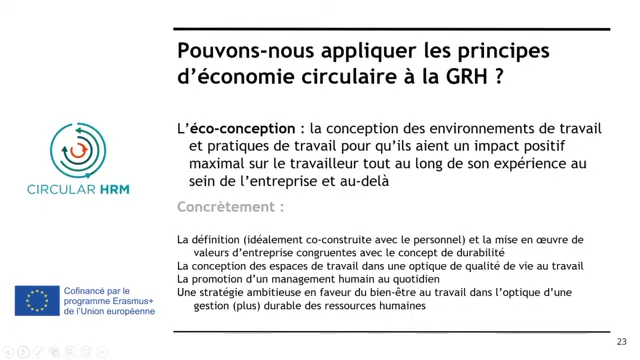 Pouvons-nous appliquer les principes
d’économie circulaire à la GRH ?
L’éco-conception : la conception des environnements de travail
et pratiques de travail pour qu’ils aient un impact positif
maximal sur le travailleur tout au long de son expérience au
sein de l’entreprise et au-delà
CIRCULAR HRM
Concrètement :
La définition (idéalement co-construite avec le personnel) et la mise en œuvre de
valeurs d’entreprise congruentes avec le concept de durabilité
La conception des espaces de travail dans une optique de qualité de vie au travail
La promotion d’un management humain au quotidien
Une stratégie ambitieuse en faveur du bien-être au travail dans l’optique d’une
gestion (plus) durable des ressources humaines
Cofinancé par le
programme Erasmus+
de l’Union européenne
23